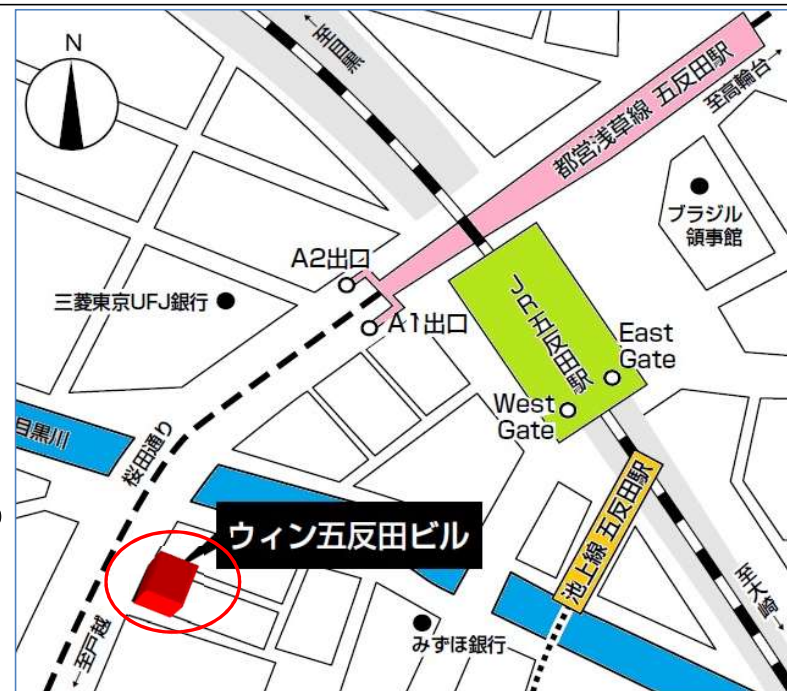 N
←至目黒
都営浅草線 五反田駅
至高輪台→
ブラジル
領事館
A2出口
三菱東京UFJ銀行
A1出口
JR五反田駅
East
Gate
West
Gate
目黒川
桜田通り
ウィン五反田ビル
池上線 五反田駅
至大崎→
みずほ銀行
←至戸越